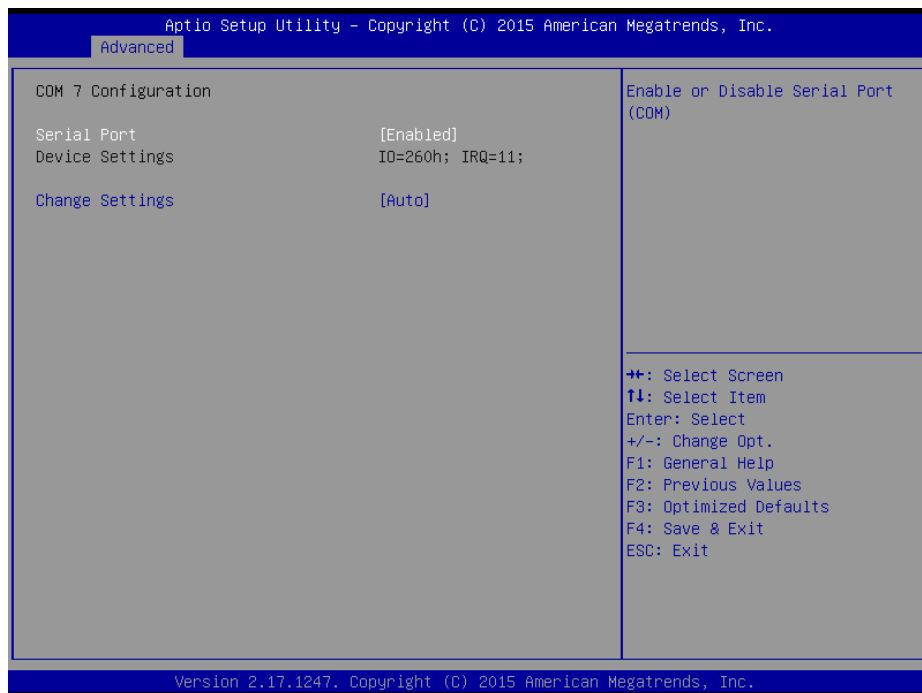 Aptio Setup Utility – Copyright (C) 2015 American Megatrends, Inc.
Advanced
COM 7 Configuration
Serial Port [Enabled]
Device Settings IO=260h; IRQ=11;
Change Settings [Auto]
Enable or Disable Serial Port
(COM)
→←: Select Screen
↑↓: Select Item
Enter: Select
+/-: Change Opt.
F1: General Help
F2: Previous Values
F3: Optimized Defaults
F4: Save & Exit
ESC: Exit
Version 2.17.1247. Copyright (C) 2015 American Megatrends, Inc.